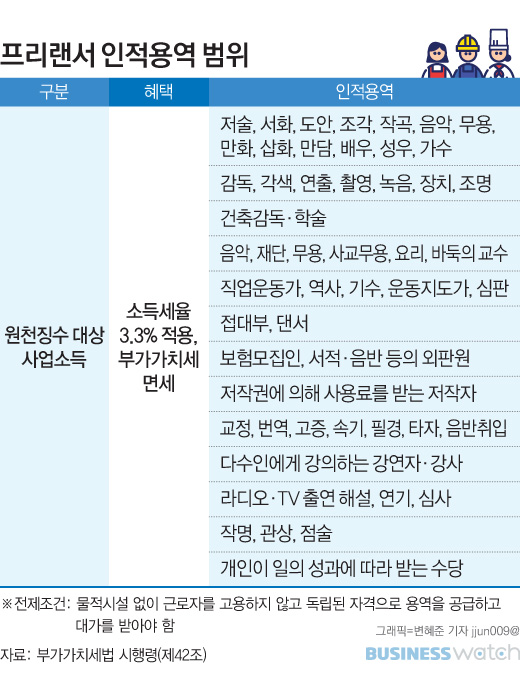 프리랜서 인적용역 범위
구분 혜택 인적용역
원천징수 대상
사업소득
소득세율
3.3% 적용,
부가가치세
면세
저술, 서화, 도안, 조각, 작곡, 음악, 무용,
만화, 삽화, 만담, 배우, 성우, 가수
감독, 각색, 연출, 촬영, 녹음, 장치, 조명
건축감독·학술
음악, 재단, 무용, 사교무용, 요리, 바둑의 교수
직업운동가, 역사, 기수, 운동지도가, 심판
접대부, 댄서
보험모집인, 서적·음반 등의 외판원
저작권에 의해 사용료를 받는 저작자
교정, 번역, 고증, 속기, 필경, 타자, 음반취입
다수인에게 강의하는 강연자·강사
라디오·TV 출연 해설, 연기, 심사
작명, 관상, 점술
개인이 일의 성과에 따라 받는 수당
※ 전제조건: 물적시설 없이 근로자를 고용하지 않고 독립된 자격으로 용역을 공급하고
대가를 받아야 함
그래픽=변혜준 기자 jjun009@
자료: 부가가치세법 시행령(제42조)
BUSINESS watch